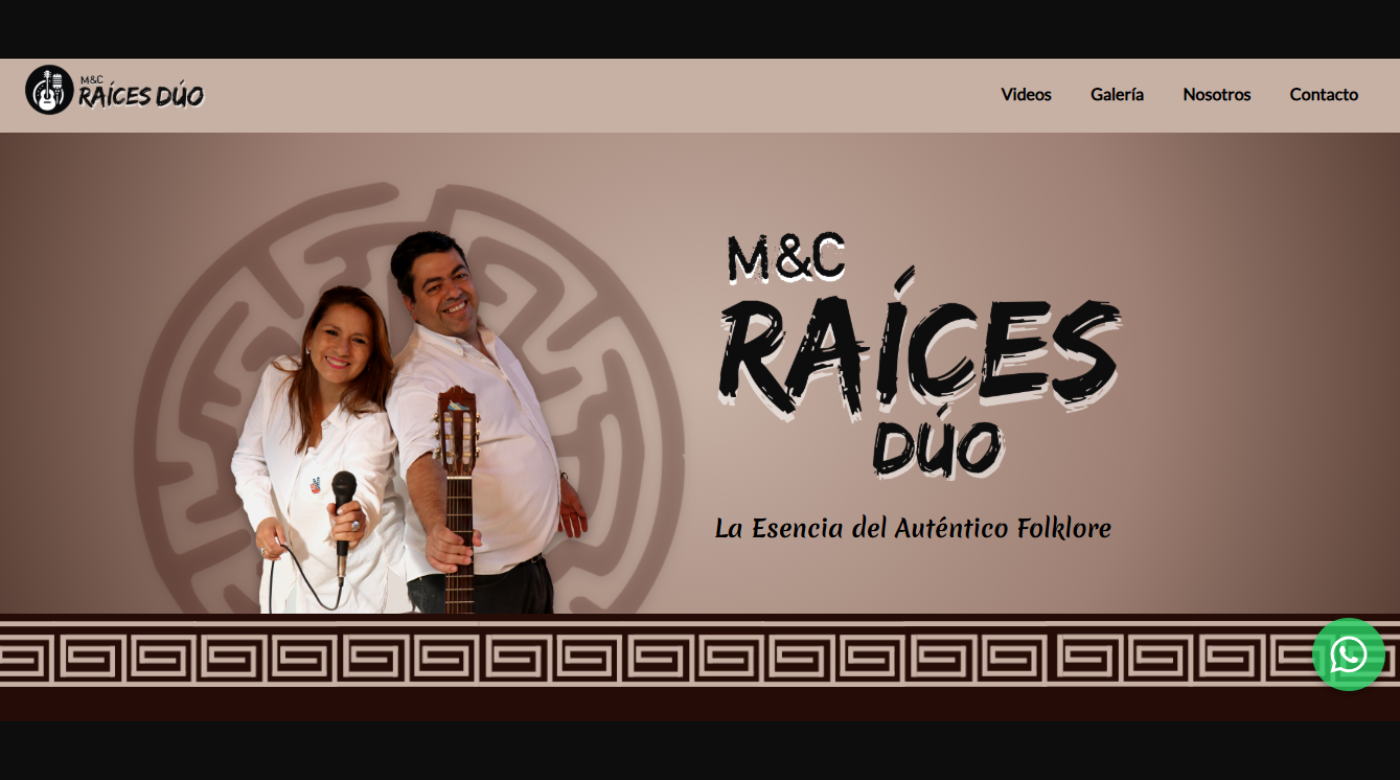 M&C
RAÍCES DÚO
Videos Galería Nosotros Contacto
M&C
RAÍCES
DÚO
La Esencia del Auténtico Folklore